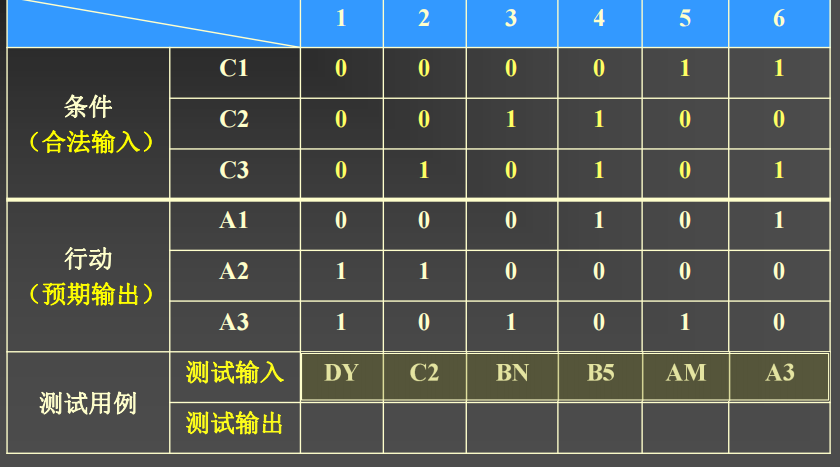 1 2 3 4 5 6
条件
（合法输入）
C1 0 0 0 0 1 1
C2 0 0 1 1 0 0
C3 0 1 0 1 0 1
行动
（预期输出）
A1 0 0 0 1 0 1
A2 1 1 0 0 0 0
A3 1 0 1 0 1 0
测试用例
测试输入 DY C2 BN B5 AM A3
测试输出